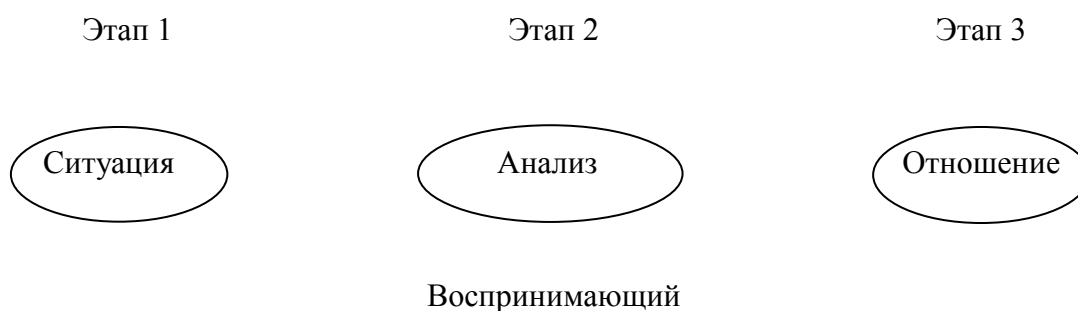 Этап 1 Этап 2 Этап 3
Ситуация Анализ Отношение
Воспринимающий